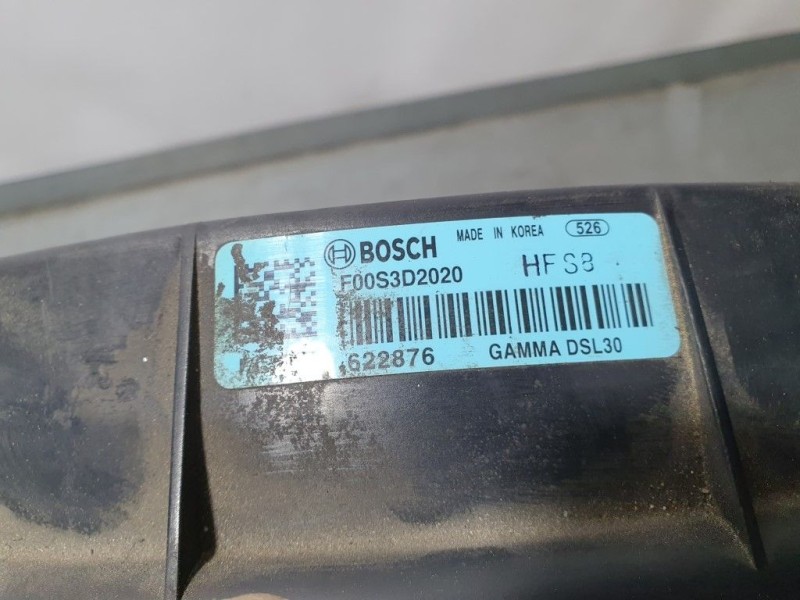 BOSCH MADE IN KOREA 526
F00S3D2020 HFS8
622876 GAMMA DSL30